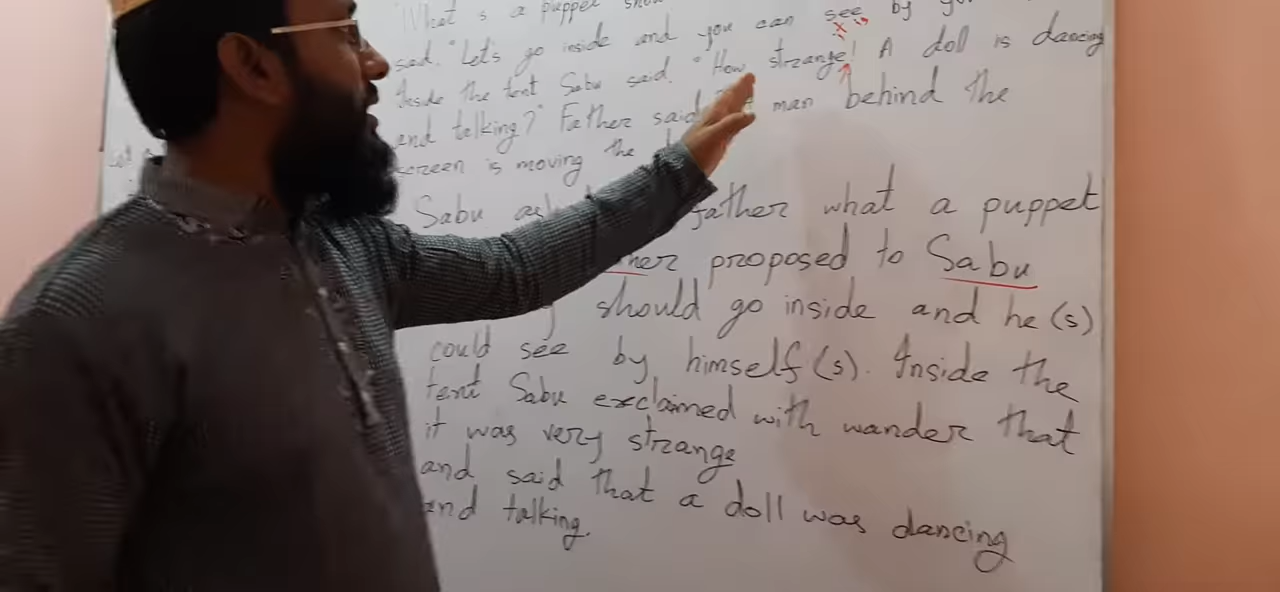 "What s a puppet show
said. "Let's go inside and you can see by
Inside the tent Sabu said. "How strange! A doll is dancing
and talking?" Father said man behind the
screen is moving the
Sabu father what a puppet
proposed to Sabu
should go inside and he (s)
could see by himself (s). Inside the
tent Sabu exclaimed with wander that
it was very strange
and said that a doll was dancing
and talking.